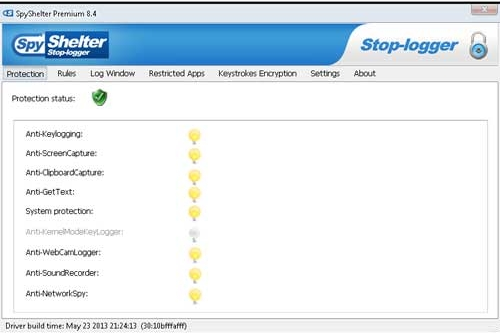 SpyShelter Premium 8.4
Spy Shelter
Stop-logger
Stop-logger
Protection Rules Log Window Restricted Apps Keystrokes Encryption Settings About
Protection status:
Anti-Keylogging:
Anti-ScreenCapture:
Anti-ClipboardCapture:
Anti-GetText:
System protection:
Anti-KernelModeKeyLogger:
Anti-WebCamLogger:
Anti-SoundRecorder:
Anti-NetworkSpy:
Driver build time: May 23 2013 21:24:13 (30:10bfffafff)